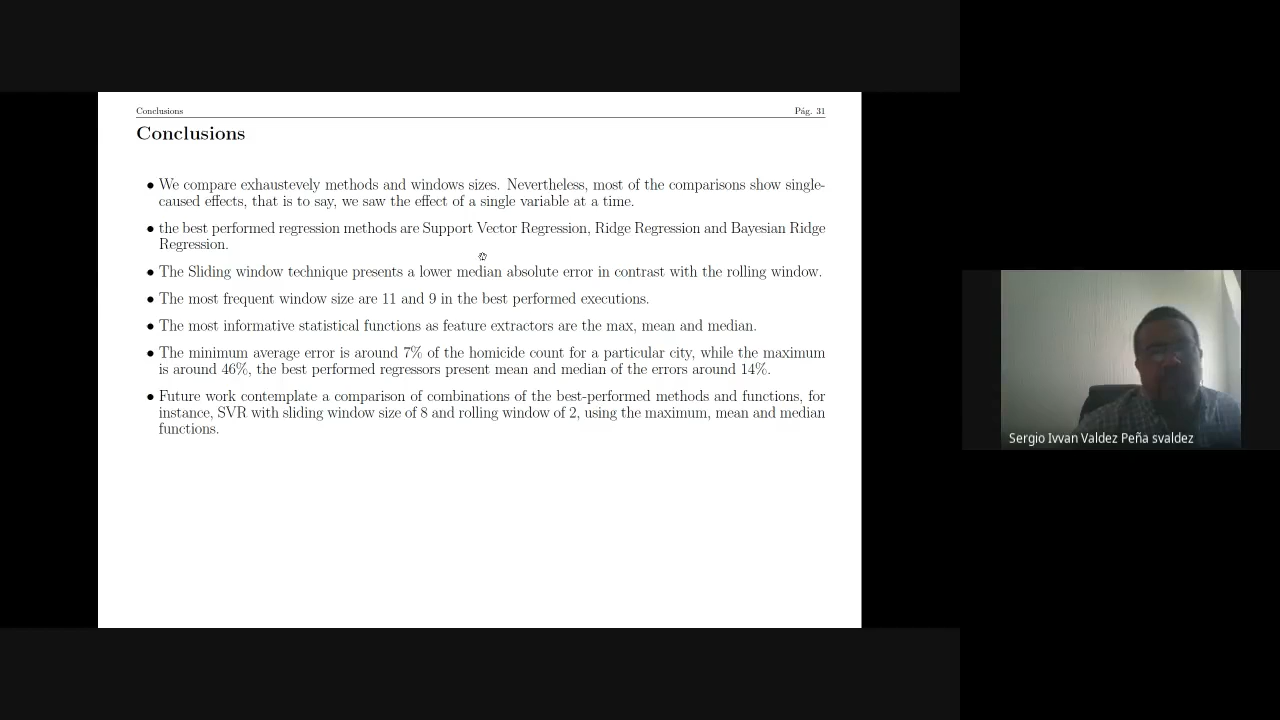 Conclusions Pág. 31
Conclusions
• We compare exhaustevely methods and windows sizes. Nevertheless, most of the comparisons show single-
caused effects, that is to say, we saw the effect of a single variable at a time.
• the best performed regression methods are Support Vector Regression, Ridge Regression and Bayesian Ridge
Regression.
• The Sliding window technique presents a lower median absolute error in contrast with the rolling window.
• The most frequent window size are 11 and 9 in the best performed executions.
• The most informative statistical functions as feature extractors are the max, mean and median.
• The minimum average error is around 7% of the homicide count for a particular city, while the maximum
is around 46%, the best performed regressors present mean and median of the errors around 14%.
• Future work contemplate a comparison of combinations of the best-performed methods and functions, for
instance, SVR with sliding window size of 8 and rolling window of 2, using the maximum, mean and median
functions.
Sergio Ivvan Valdez Peña svaldez